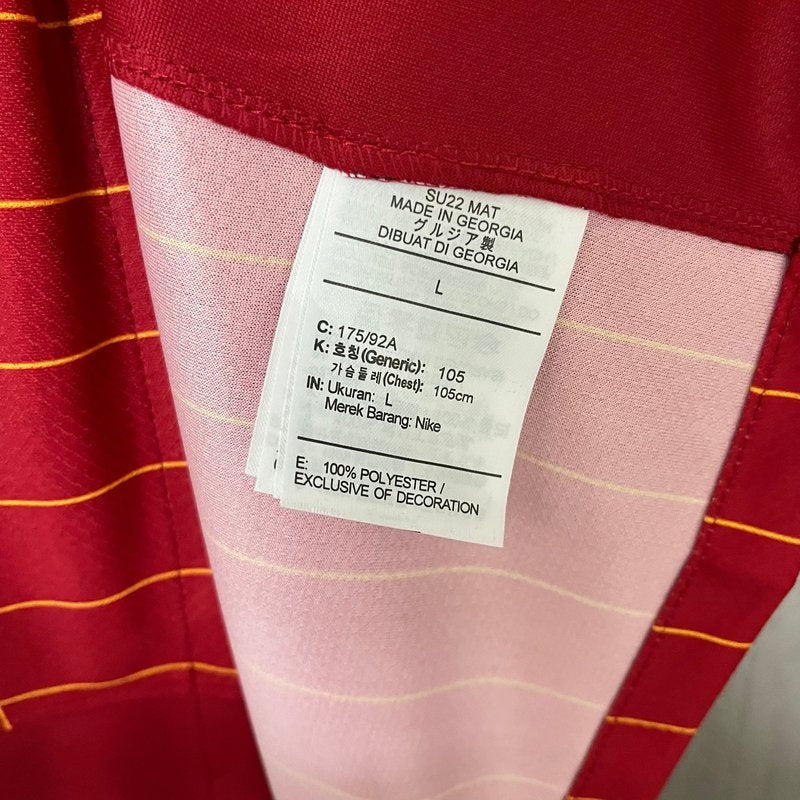 SU22 MAT
MADE IN GEORGIA
グルジア製
DIBUAT DI GEORGIA
L
C: 175/92A
K: 호칭(Generic): 105
가슴둘레(Chest): 105cm
IN: Ukuran: L
Merek Barang: Nike
E: 100% POLYESTER /
EXCLUSIVE OF DECORATION